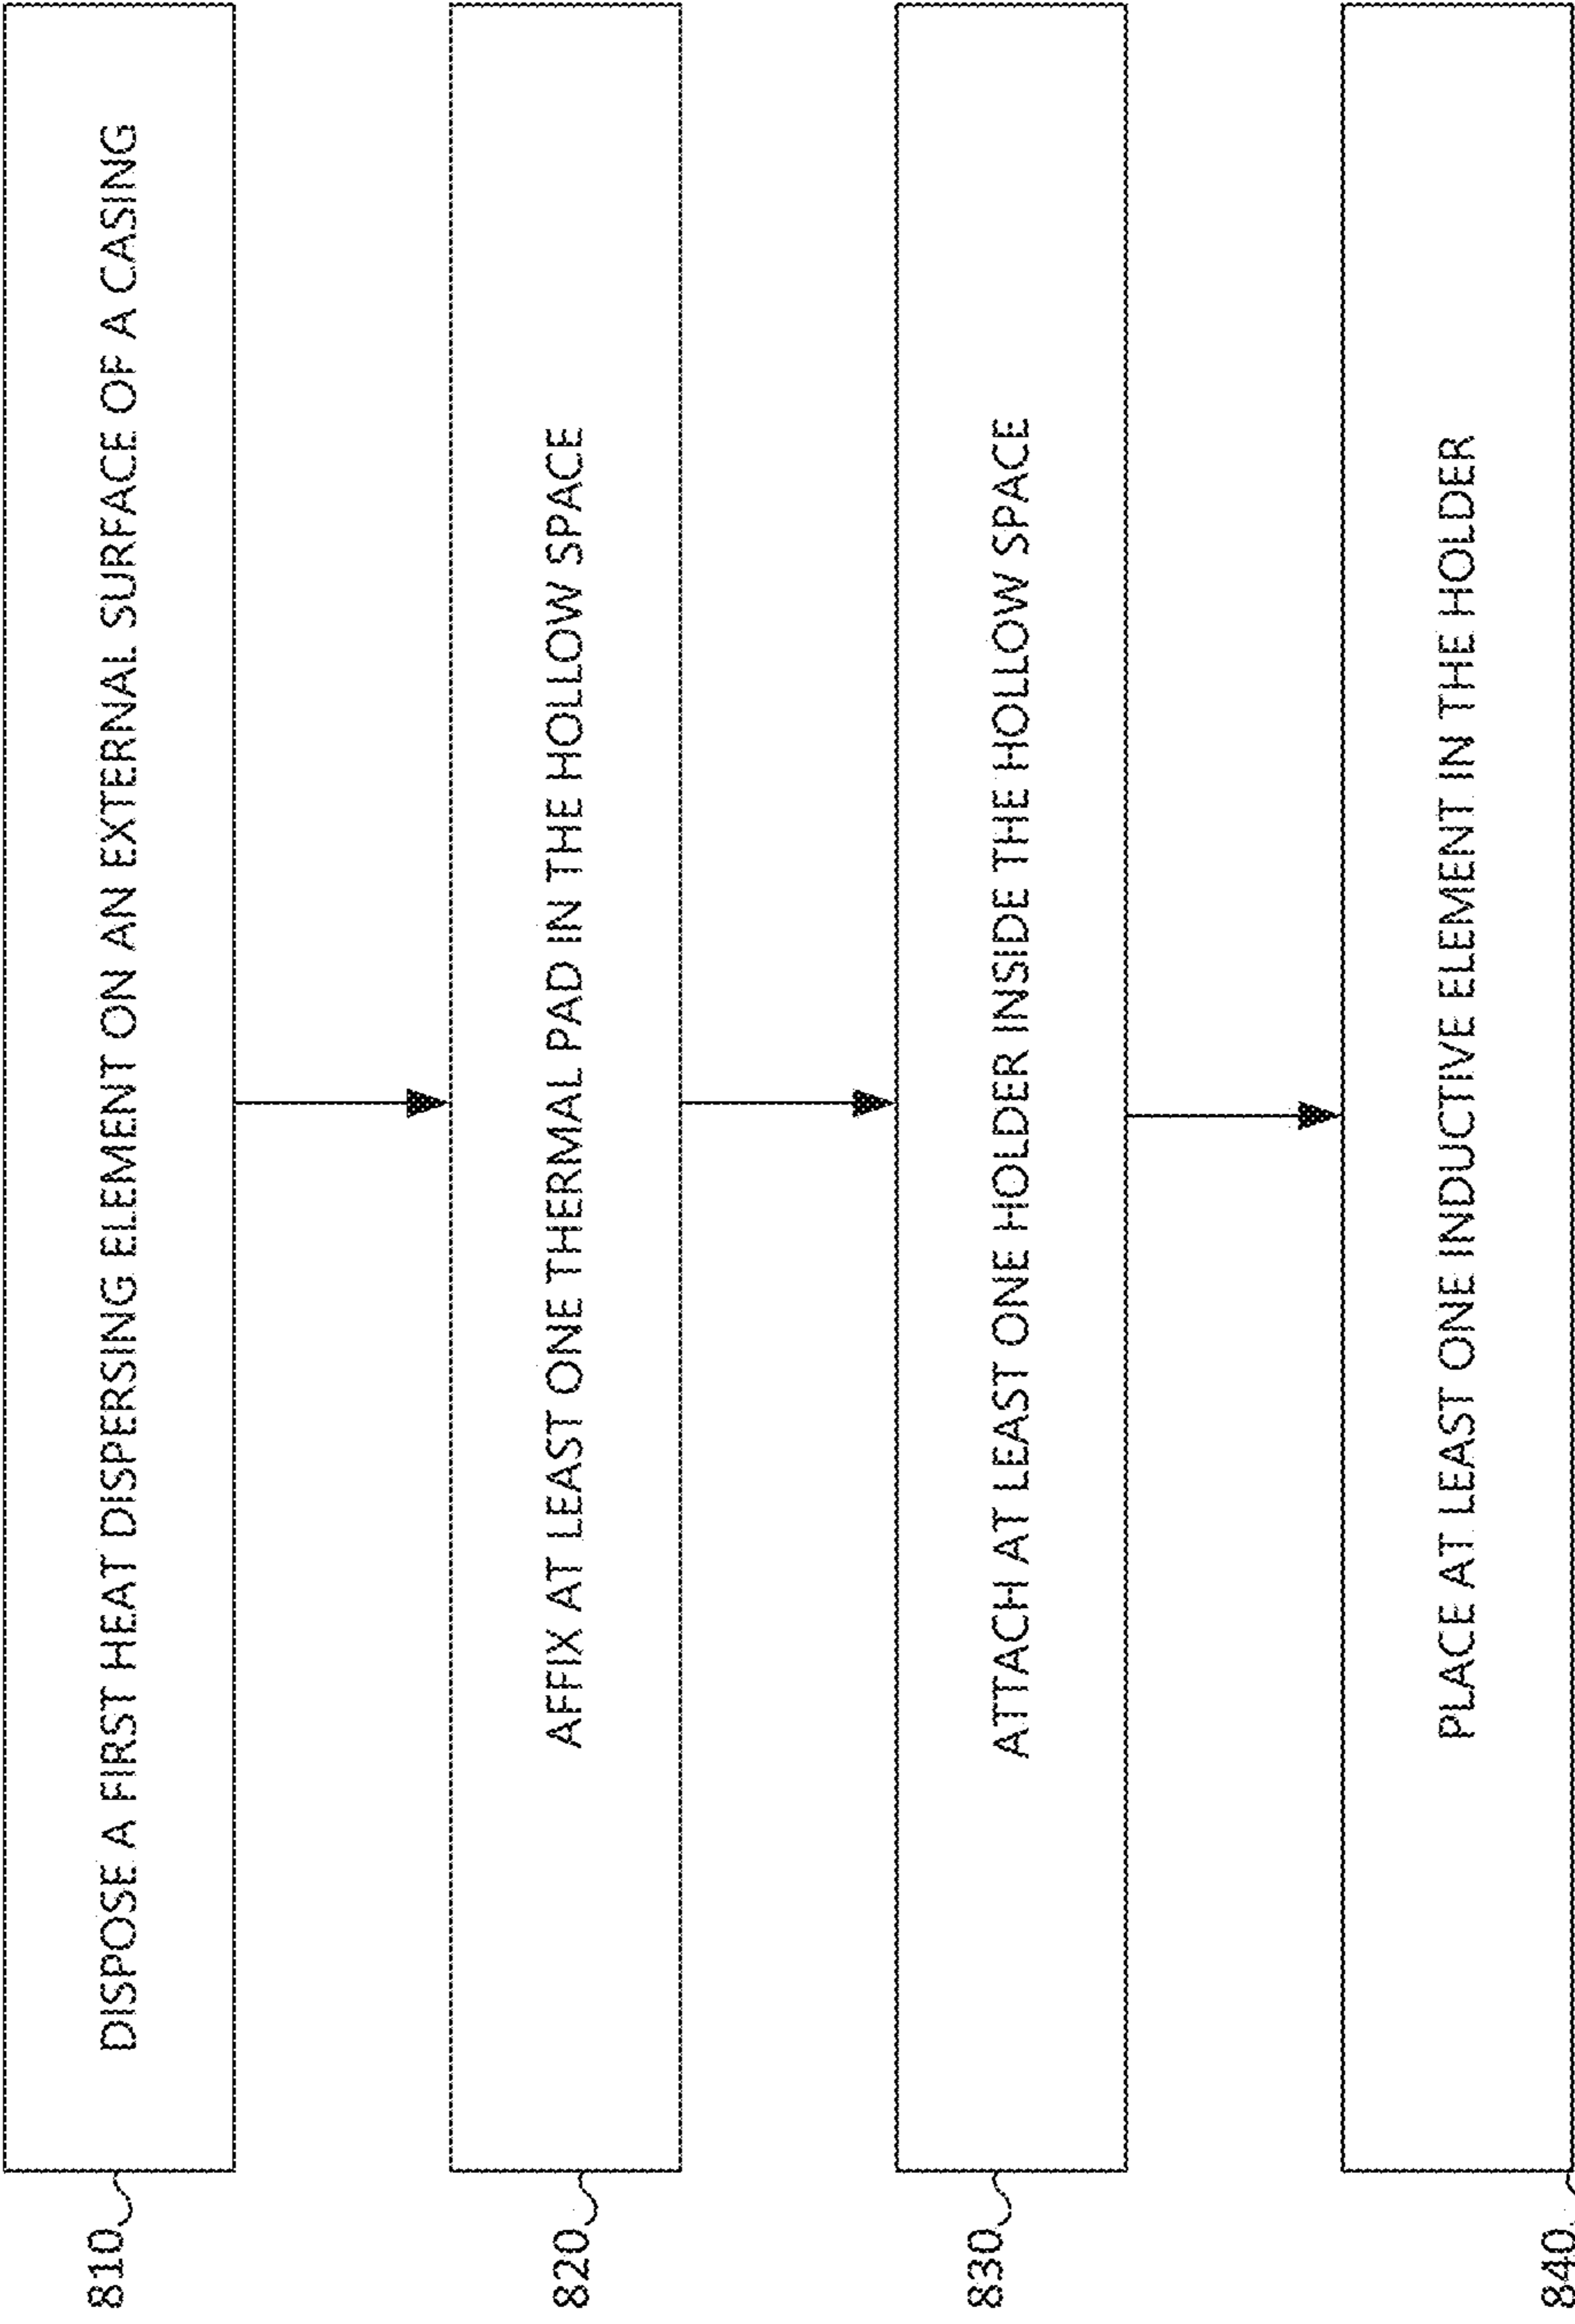 810
DISPOSE A FIRST HEAT DISPERSING ELEMENT ON AN EXTERNAL SURFACE OF A CASING
820
AFFIX AT LEAST ONE THERMAL PAD IN THE HOLLOW SPACE
830
ATTACH AT LEAST ONE HOLDER INSIDE THE HOLLOW SPACE
840
PLACE AT LEAST ONE INDUCTIVE ELEMENT IN THE HOLDER